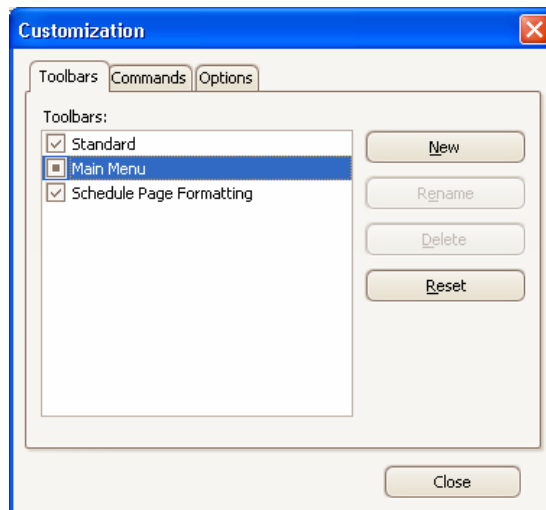 Customization
Toolbars Commands Options
Toolbars:
Standard
Main Menu
Schedule Page Formatting
New
Rename
Delete
Reset
Close